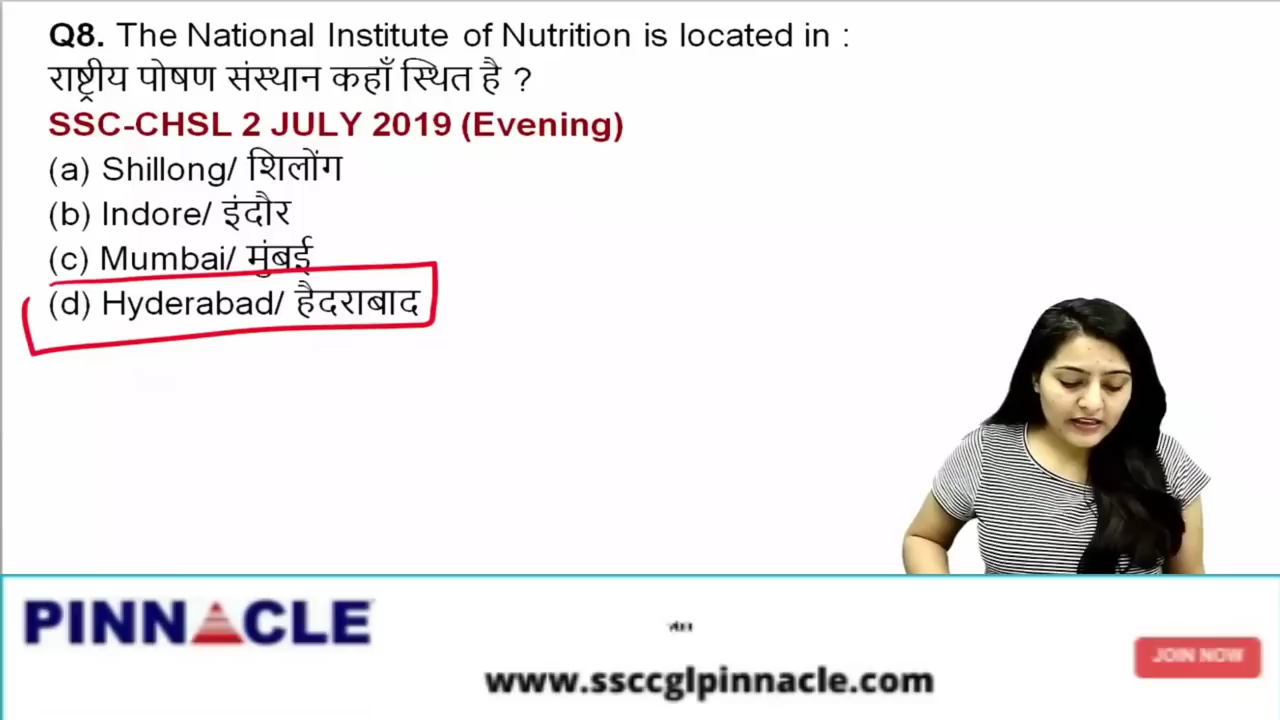 Q8. The National Institute of Nutrition is located in :
राष्ट्रीय पोषण संस्थान कहाँ स्थित है ?
SSC-CHSL 2 JULY 2019 (Evening)
(a) Shillong/ शिलोंग
(b) Indore/ इंदौर
(c) Mumbai/ मुंबई
(d) Hyderabad/ हैदराबाद
PINNACLE
www.ssccglpinnacle.com
JOIN NOW